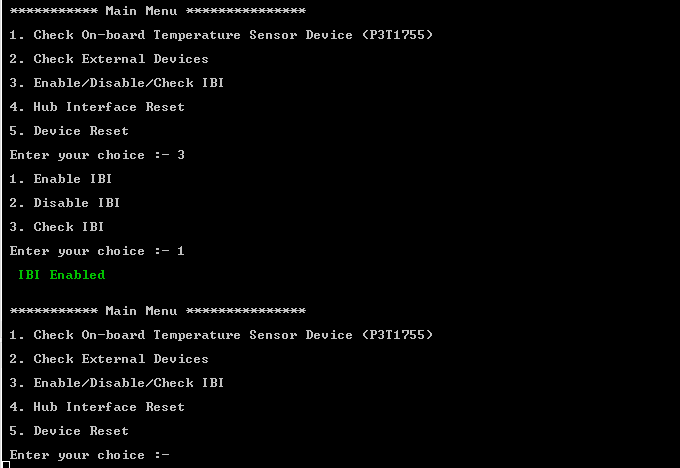 *********** Main Menu ***************
1. Check On-board Temperature Sensor Device (P3T1755)
2. Check External Devices
3. Enable/Disable/Check IBI
4. Hub Interface Reset
5. Device Reset
Enter your choice :- 3
1. Enable IBI
2. Disable IBI
3. Check IBI
Enter your choice :- 1
IBI Enabled
*********** Main Menu ***************
1. Check On-board Temperature Sensor Device (P3T1755)
2. Check External Devices
3. Enable/Disable/Check IBI
4. Hub Interface Reset
5. Device Reset
Enter your choice :-